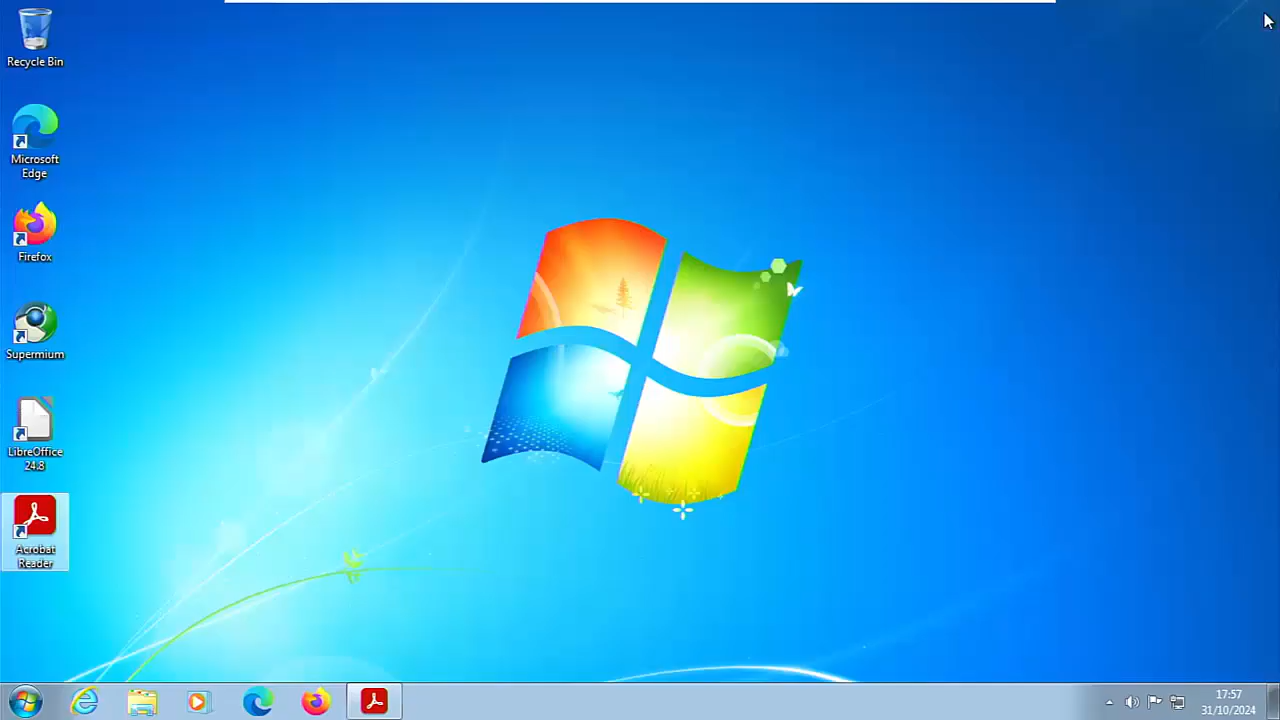 Recycle Bin
Microsoft
Edge
Firefox
Supermium
LibreOffice
24.8
Acrobat
Reader
17:57
31/10/2024